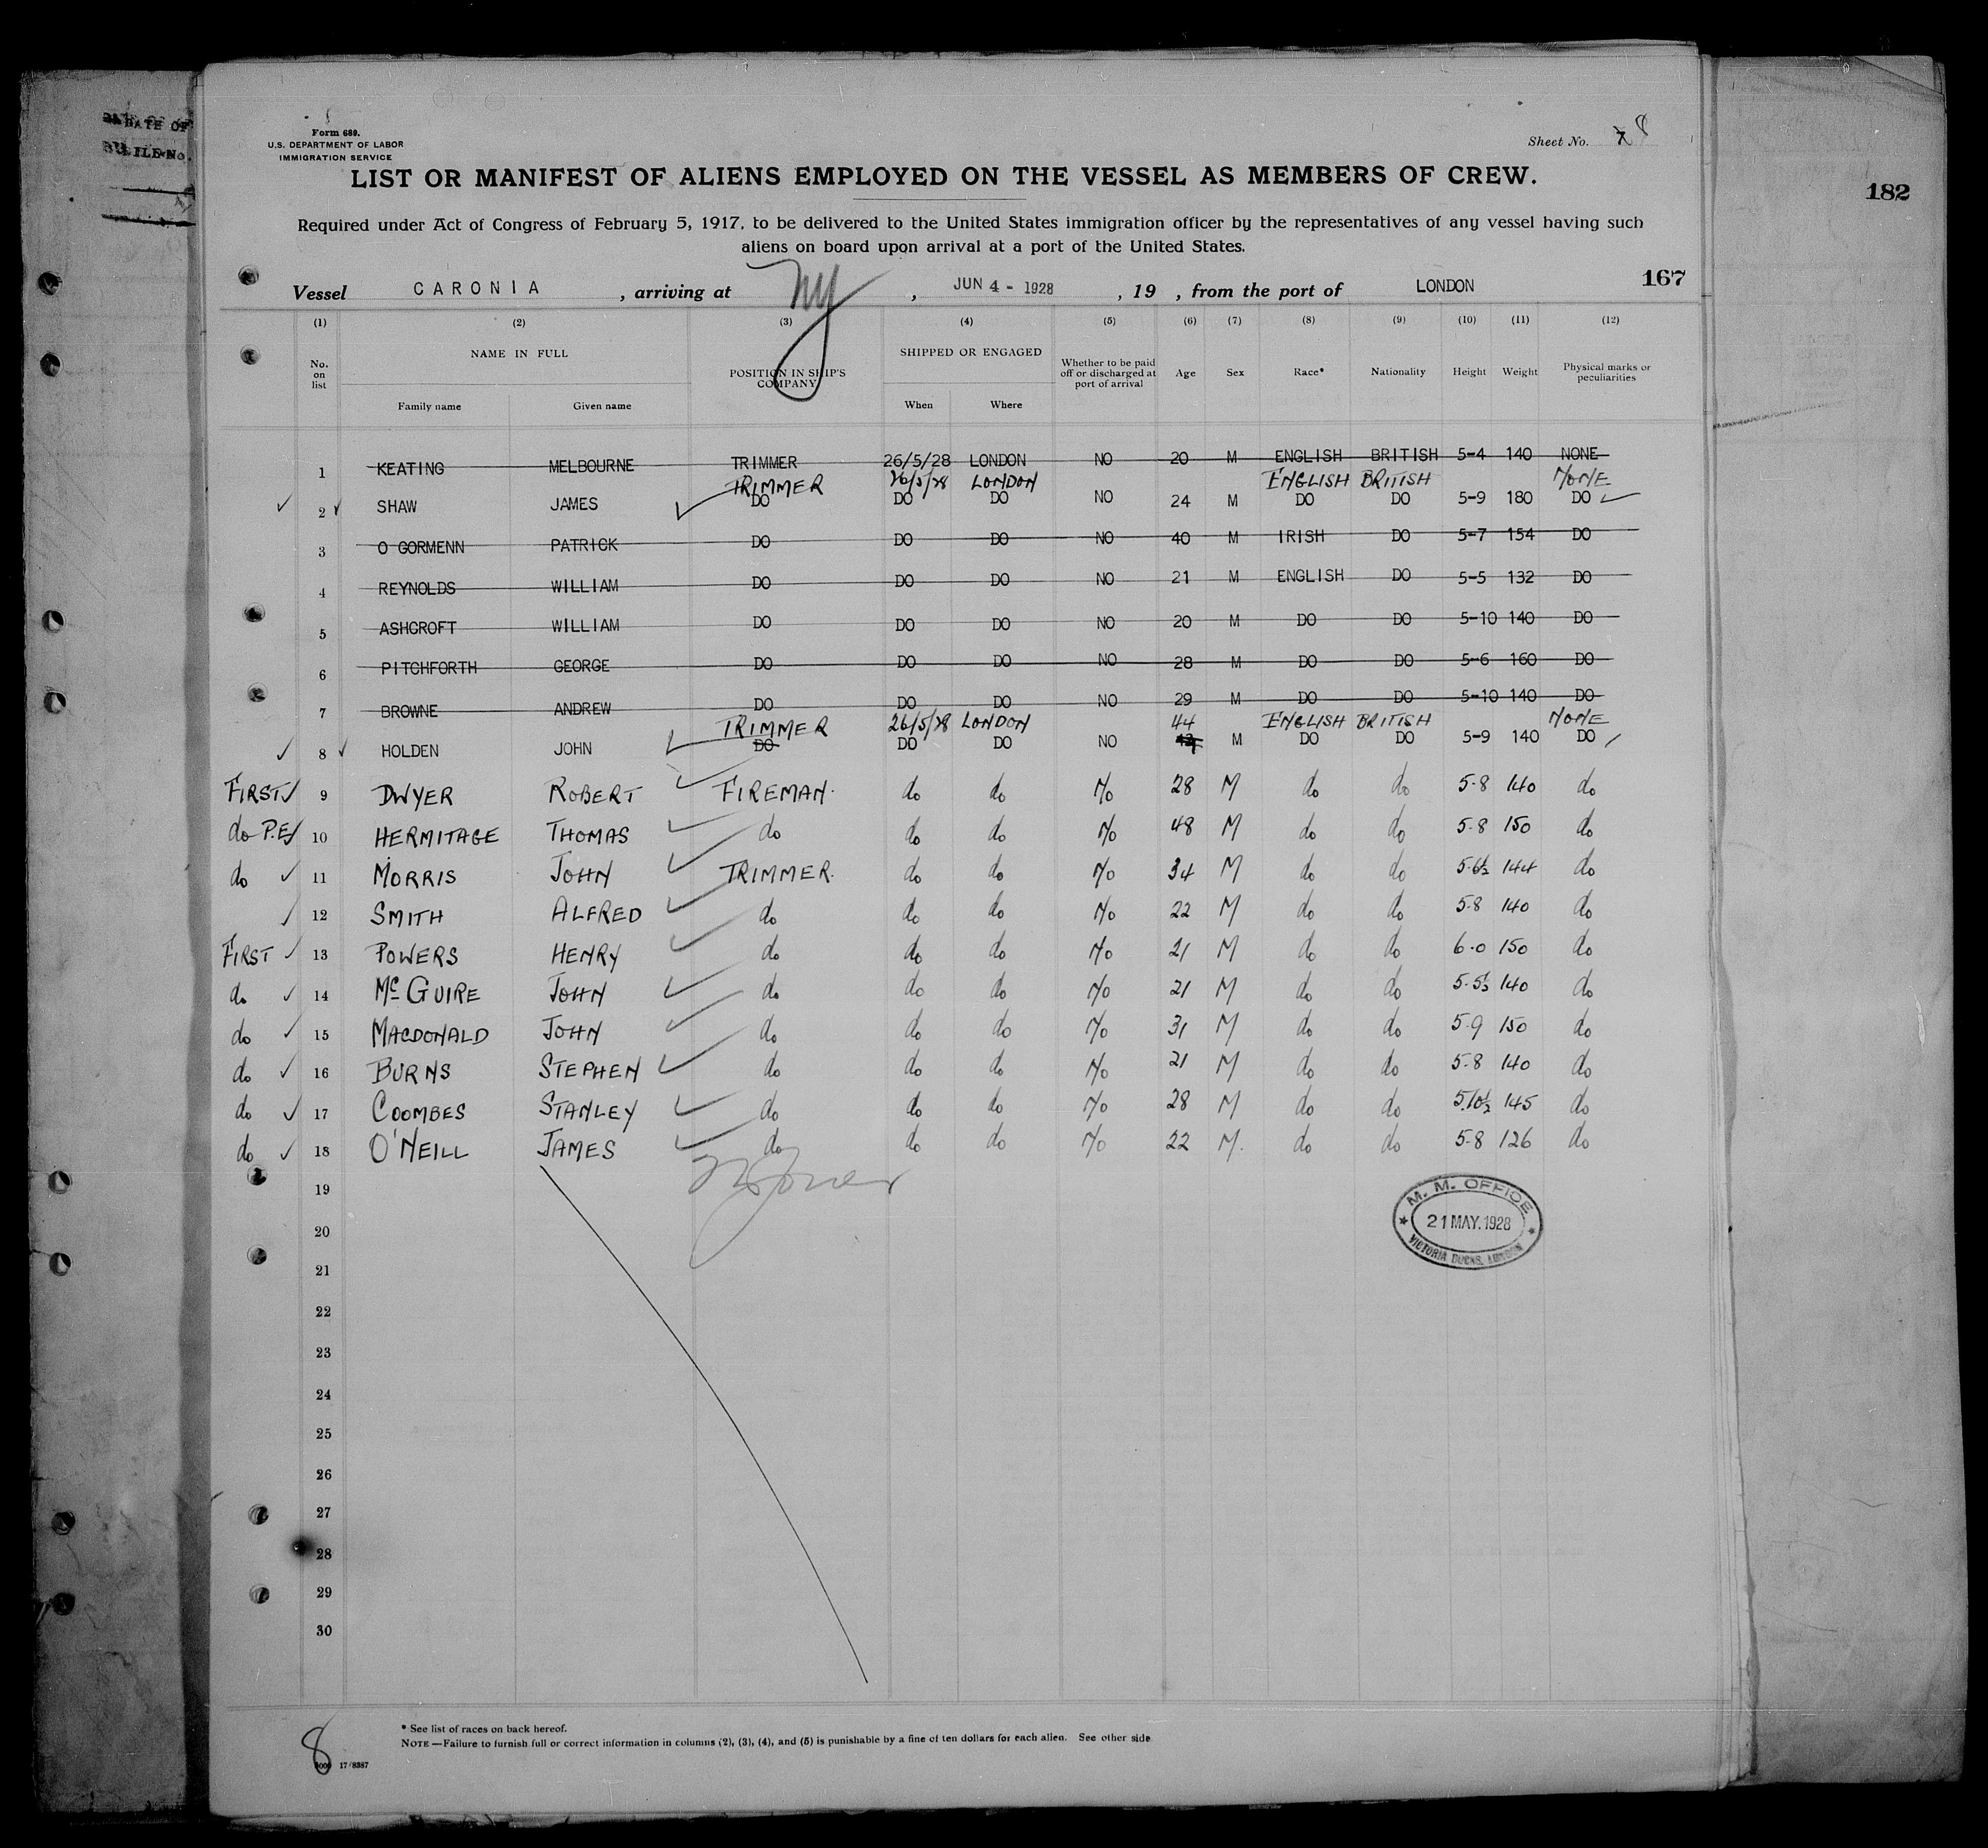 DATE OF
FILE No.
Form 680.
U.S. DEPARTMENT OF LABOR
IMMIGRATION SERVICE
Sheet No. 8
LIST OR MANIFEST OF ALIENS EMPLOYED ON THE VESSEL AS MEMBERS OF CREW.
182
Required under Act of Congress of February 5, 1917, to be delivered to the United States immigration officer by the representatives of any vessel having such
aliens on board upon arrival at a port of the United States.
167
Vessel CARONIA , arriving at NY , JUN 4 - 1928 , 19 , from the port of LONDON
(1) (2) (3) (4) (5) (6) (7) (8) (9) (10) (11) (12)
No. on list NAME IN FULL POSITION IN SHIP'S COMPANY SHIPPED OR ENGAGED Whether to be paid off or discharged at port of arrival Age Sex Race* Nationality Height Weight Physical marks or peculiarities
Family name Given name When Where
1 KEATING MELBOURNE TRIMMER 26/5/28 LONDON NO 20 M ENGLISH BRITISH 5-4 140 NONE
TRIMMER 26/5/28 LONDON ENGLISH BRITISH NONE
2 SHAW JAMES DO DO DO NO 24 M DO DO 5-9 180 DO
3 O GORMENN PATRICK DO DO DO NO 40 M IRISH DO 5-7 154 DO
4 REYNOLDS WILLIAM DO DO DO NO 21 M ENGLISH DO 5-5 132 DO
5 ASHCROFT WILLIAM DO DO DO NO 20 M DO DO 5-10 140 DO
6 PITCHFORTH GEORGE DO DO DO NO 28 M DO DO 5-6 160 DO
7 BROWNE ANDREW DO DO DO NO 29 M DO DO 5-10 140 DO
TRIMMER 26/5/28 LONDON 44 ENGLISH BRITISH NONE
8 HOLDEN JOHN DO DO DO NO M DO DO 5-9 140 DO
FIRST 9 DWYER ROBERT FIREMAN. do do No 28 M do do 5-8 140 do
do P.E 10 HERMITAGE THOMAS do do do No 48 M do do 5-8 150 do
do 11 MORRIS JOHN TRIMMER. do do No 34 M do do 5-6½ 144 do
12 SMITH ALFRED do do do No 22 M do do 5-8 140 do
FIRST 13 POWERS HENRY do do do No 21 M do do 6-0 150 do
do 14 McGUIRE JOHN do do do No 21 M do do 5-5½ 140 do
do 15 MACDONALD JOHN do do do No 31 M do do 5-9 150 do
do 16 BURNS STEPHEN do do do No 21 M do do 5-8 140 do
do 17 COOMBES STANLEY do do do No 28 M do do 5-10½ 145 do
do 18 O'NEILL JAMES do do do No 22 M. do do 5-8 126 do
19
20
21
22
23
24
25
26
27
28
29
30
M. M. OFFICE
21 MAY. 1928
VICTORIA DOCKS, LONDON
* See list of races on back hereof.
NOTE—Failure to furnish full or correct information in columns (2), (3), (4), and (5) is punishable by a fine of ten dollars for each alien. See other side
8
17/8387